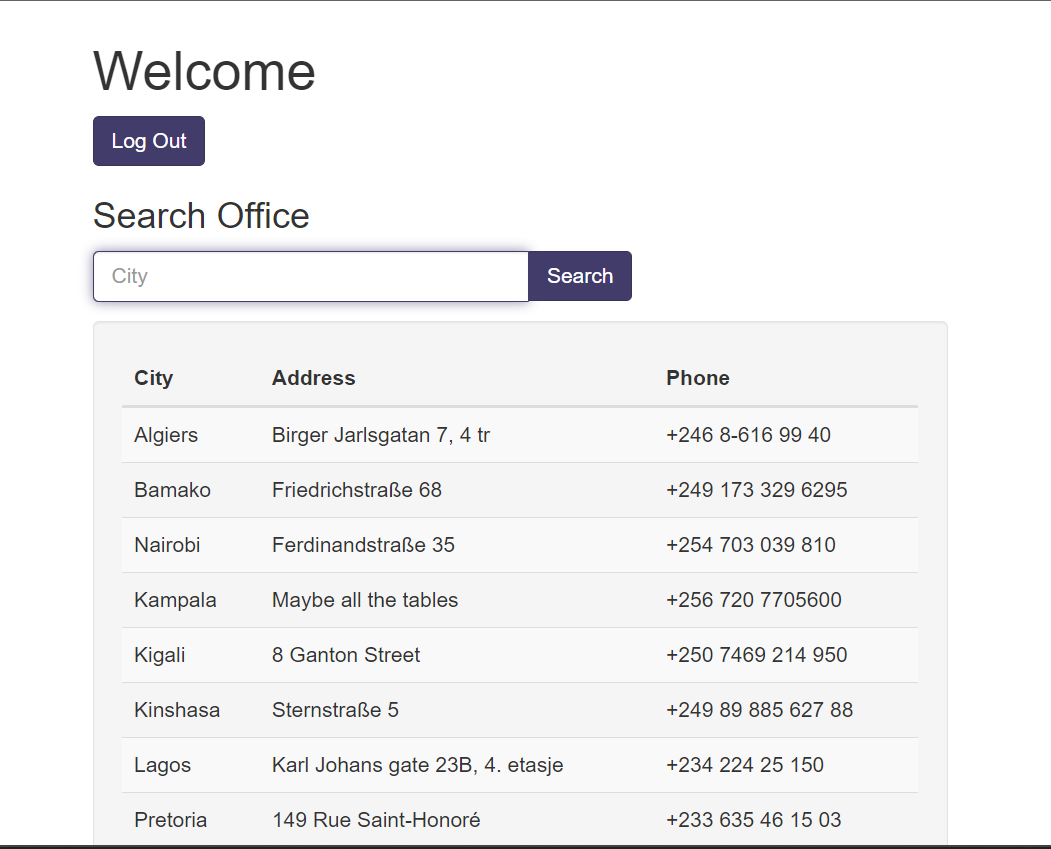 Welcome
Log Out
Search Office
City Search
City Address Phone
Algiers Birger Jarlsgatan 7, 4 tr +246 8-616 99 40
Bamako Friedrichstraße 68 +249 173 329 6295
Nairobi Ferdinandstraße 35 +254 703 039 810
Kampala Maybe all the tables +256 720 7705600
Kigali 8 Ganton Street +250 7469 214 950
Kinshasa Sternstraße 5 +249 89 885 627 88
Lagos Karl Johans gate 23B, 4. etasje +234 224 25 150
Pretoria 149 Rue Saint-Honoré +233 635 46 15 03